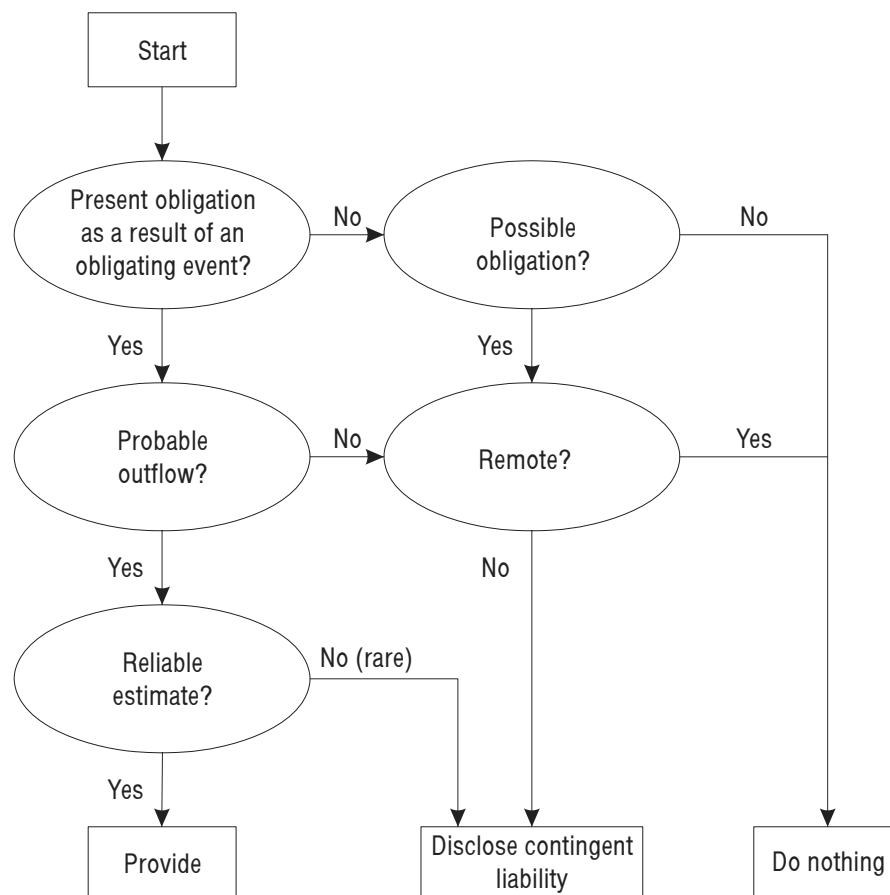 Start
Present obligation
as a result of an
obligating event?
No
Possible
obligation?
No
Yes
Yes
Probable
outflow?
No
Remote?
Yes
Yes
No
Reliable
estimate?
No (rare)
Yes
Provide
Disclose contingent
liability
Do nothing